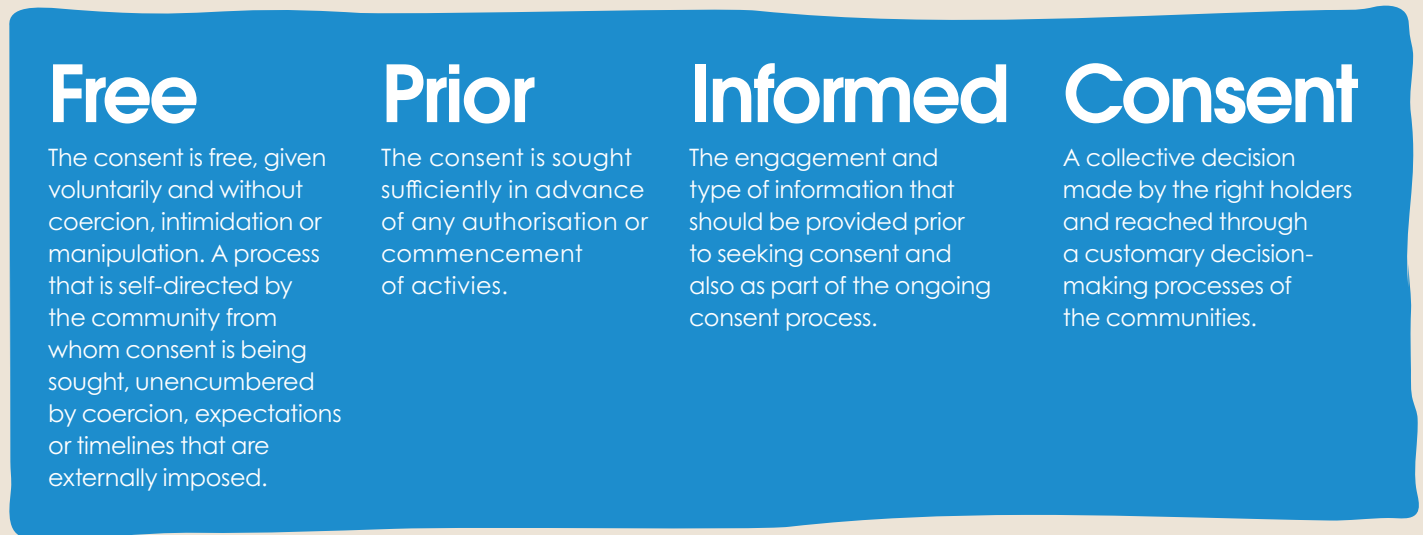 Free
The consent is free, given
voluntarily and without
coercion, intimidation or
manipulation. A process
that is self-directed by
the community from
whom consent is being
sought, unencumbered
by coercion, expectations
or timelines that are
externally imposed.
Prior
The consent is sought
sufficiently in advance
of any authorisation or
commencement
of activies.
Informed
The engagement and
type of information that
should be provided prior
to seeking consent and
also as part of the ongoing
consent process.
Consent
A collective decision
made by the right holders
and reached through
a customary decision-
making processes of
the communities.